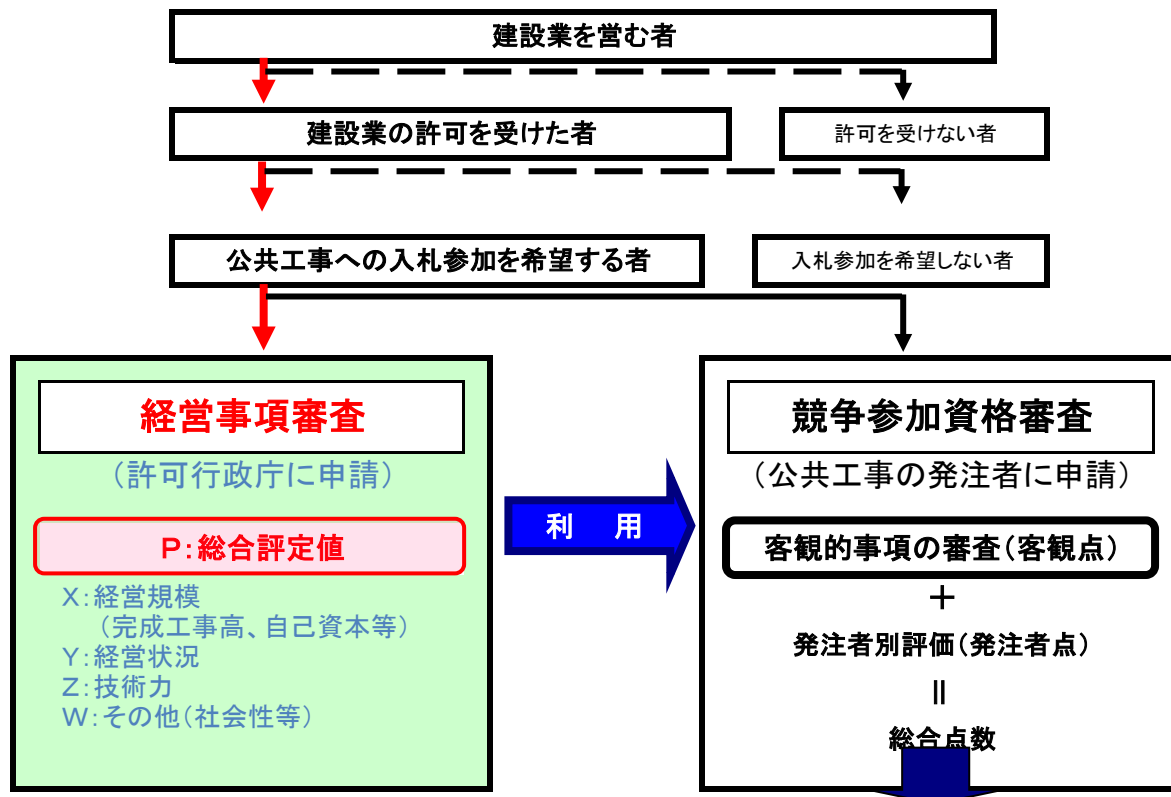 建設業を営む者
建設業の許可を受けた者
許可を受けない者
公共工事への入札参加を希望する者
入札参加を希望しない者
経営事項審査
（許可行政庁に申請）
P：総合評定値
X：経営規模
（完成工事高、自己資本等）
Y：経営状況
Z：技術力
W：その他（社会性等）
利　用
競争参加資格審査
（公共工事の発注者に申請）
客観的事項の審査（客観点）
＋
発注者別評価（発注者点）
＝
総合点数